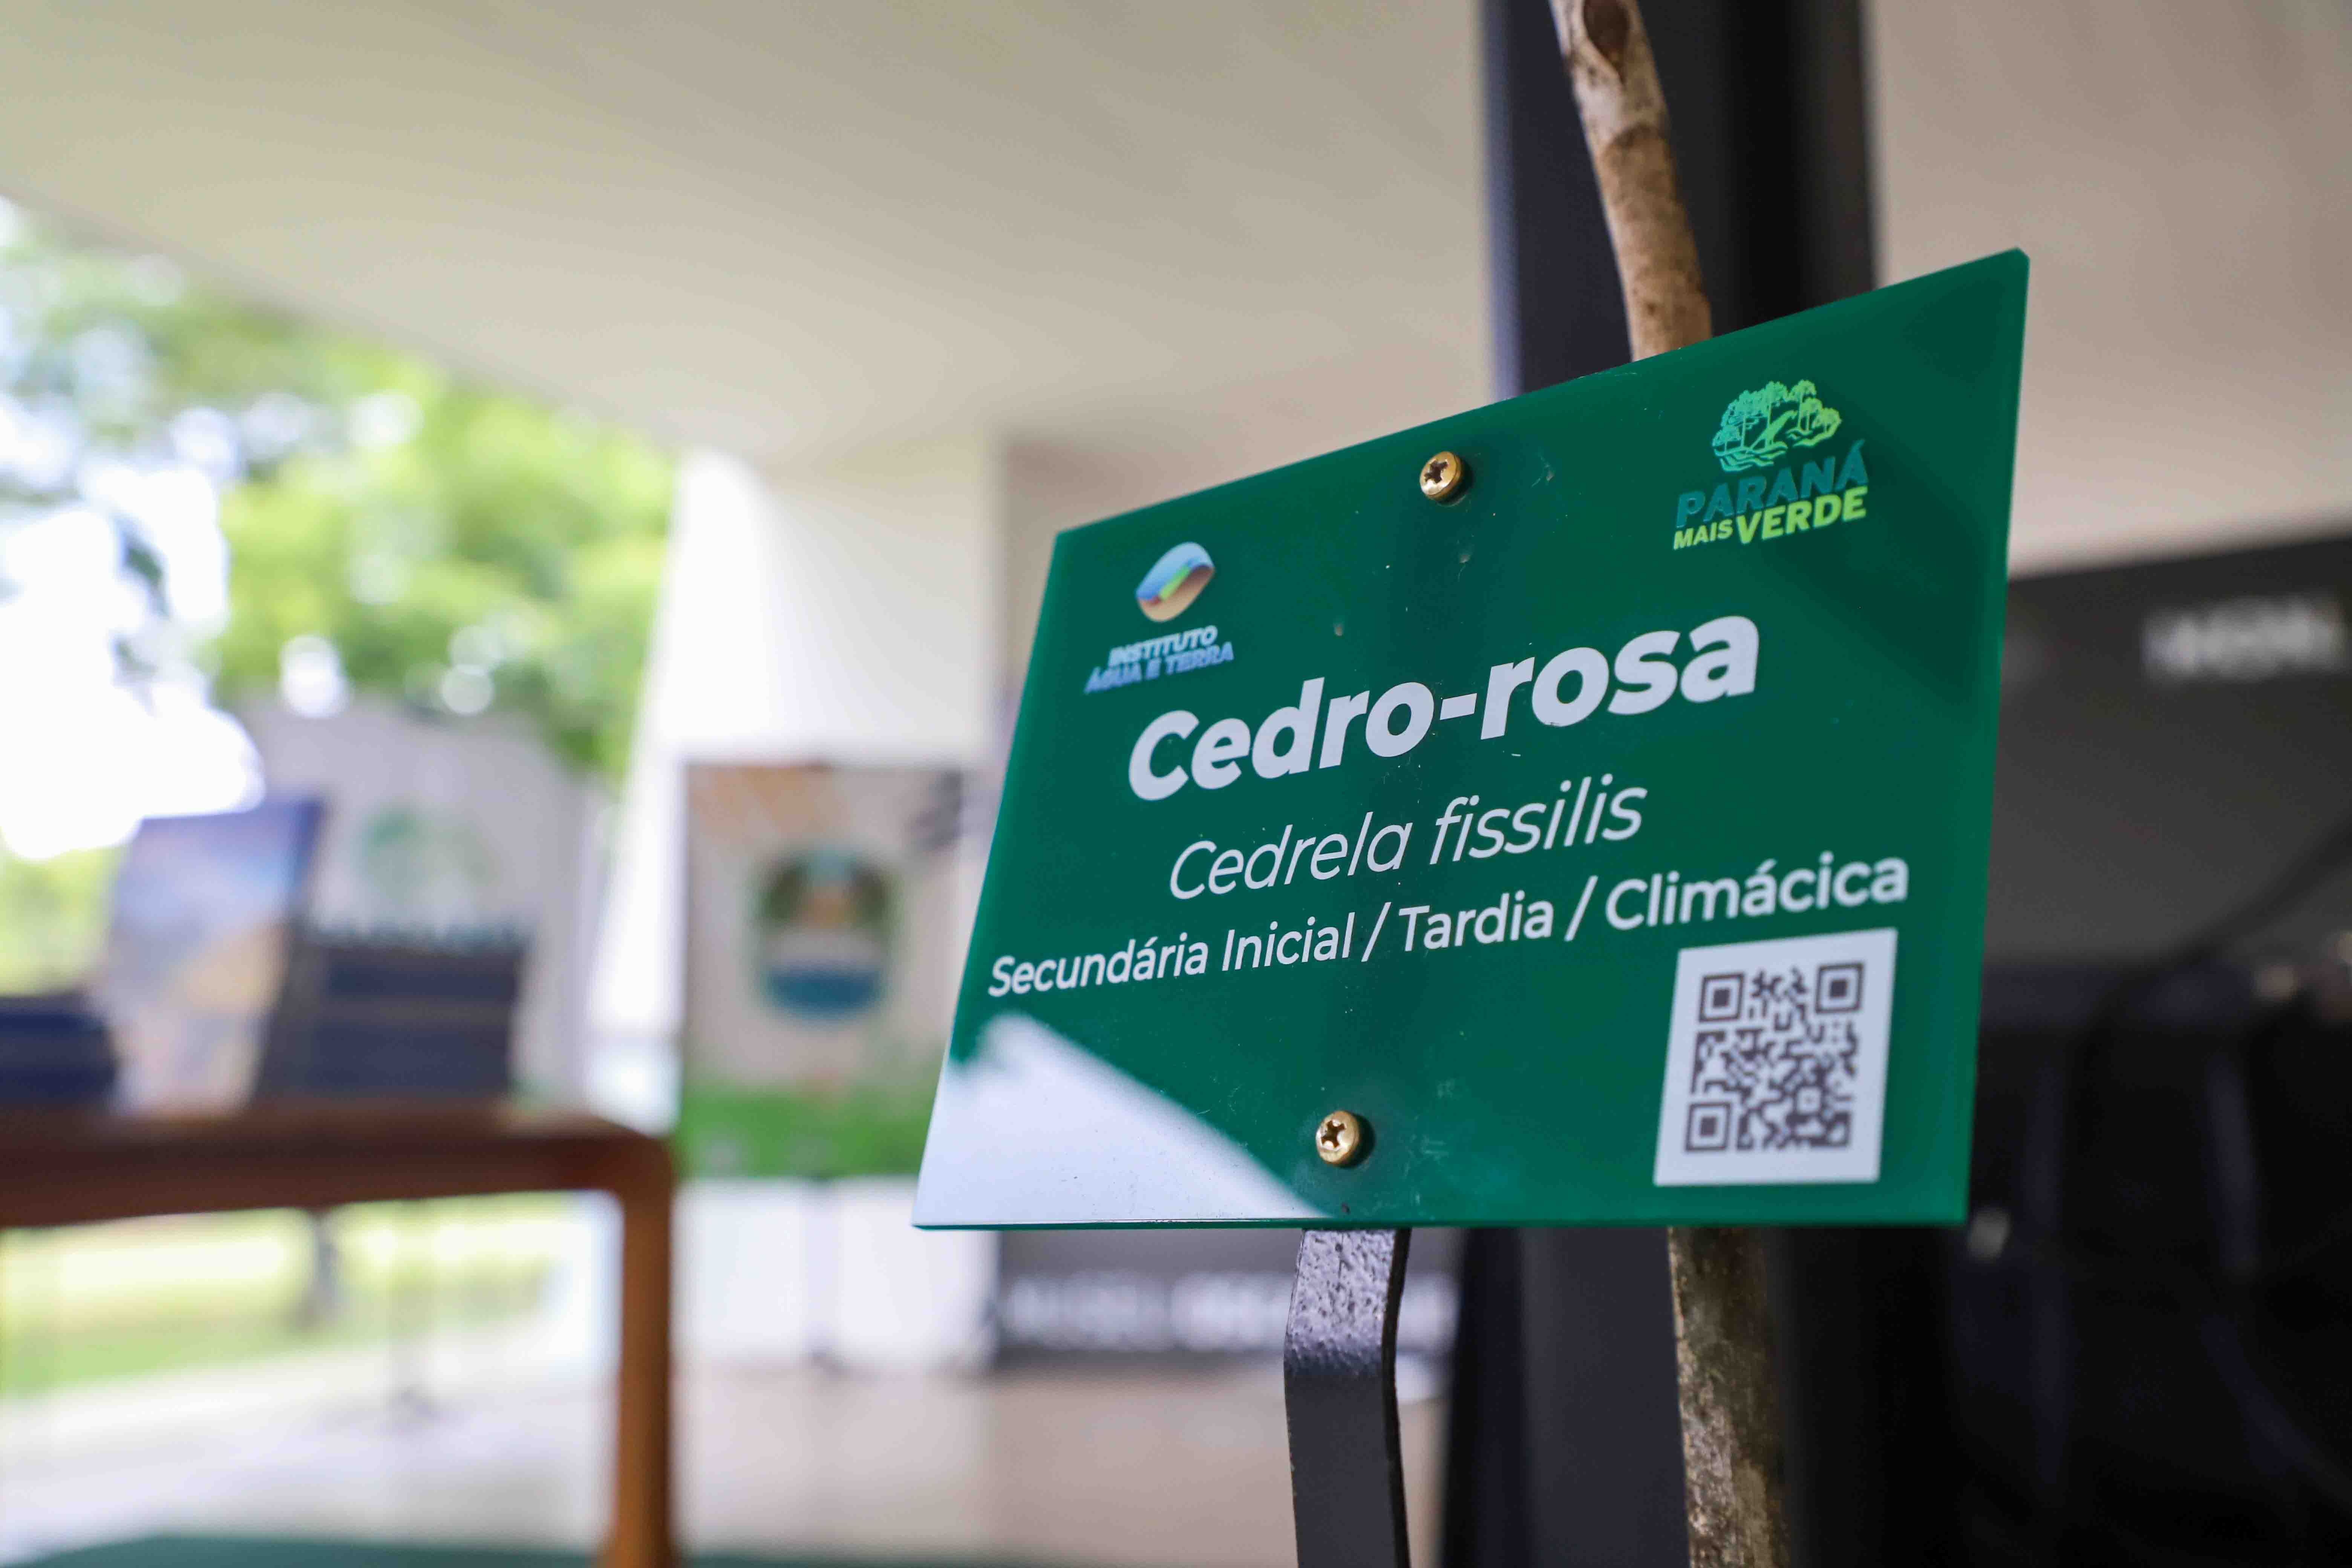 INSTITUTO
ÁGUA E TERRA
PARANÁ
MAIS VERDE
Cedro-rosa
Cedrela fissilis
Secundária Inicial / Tardia / Climácica